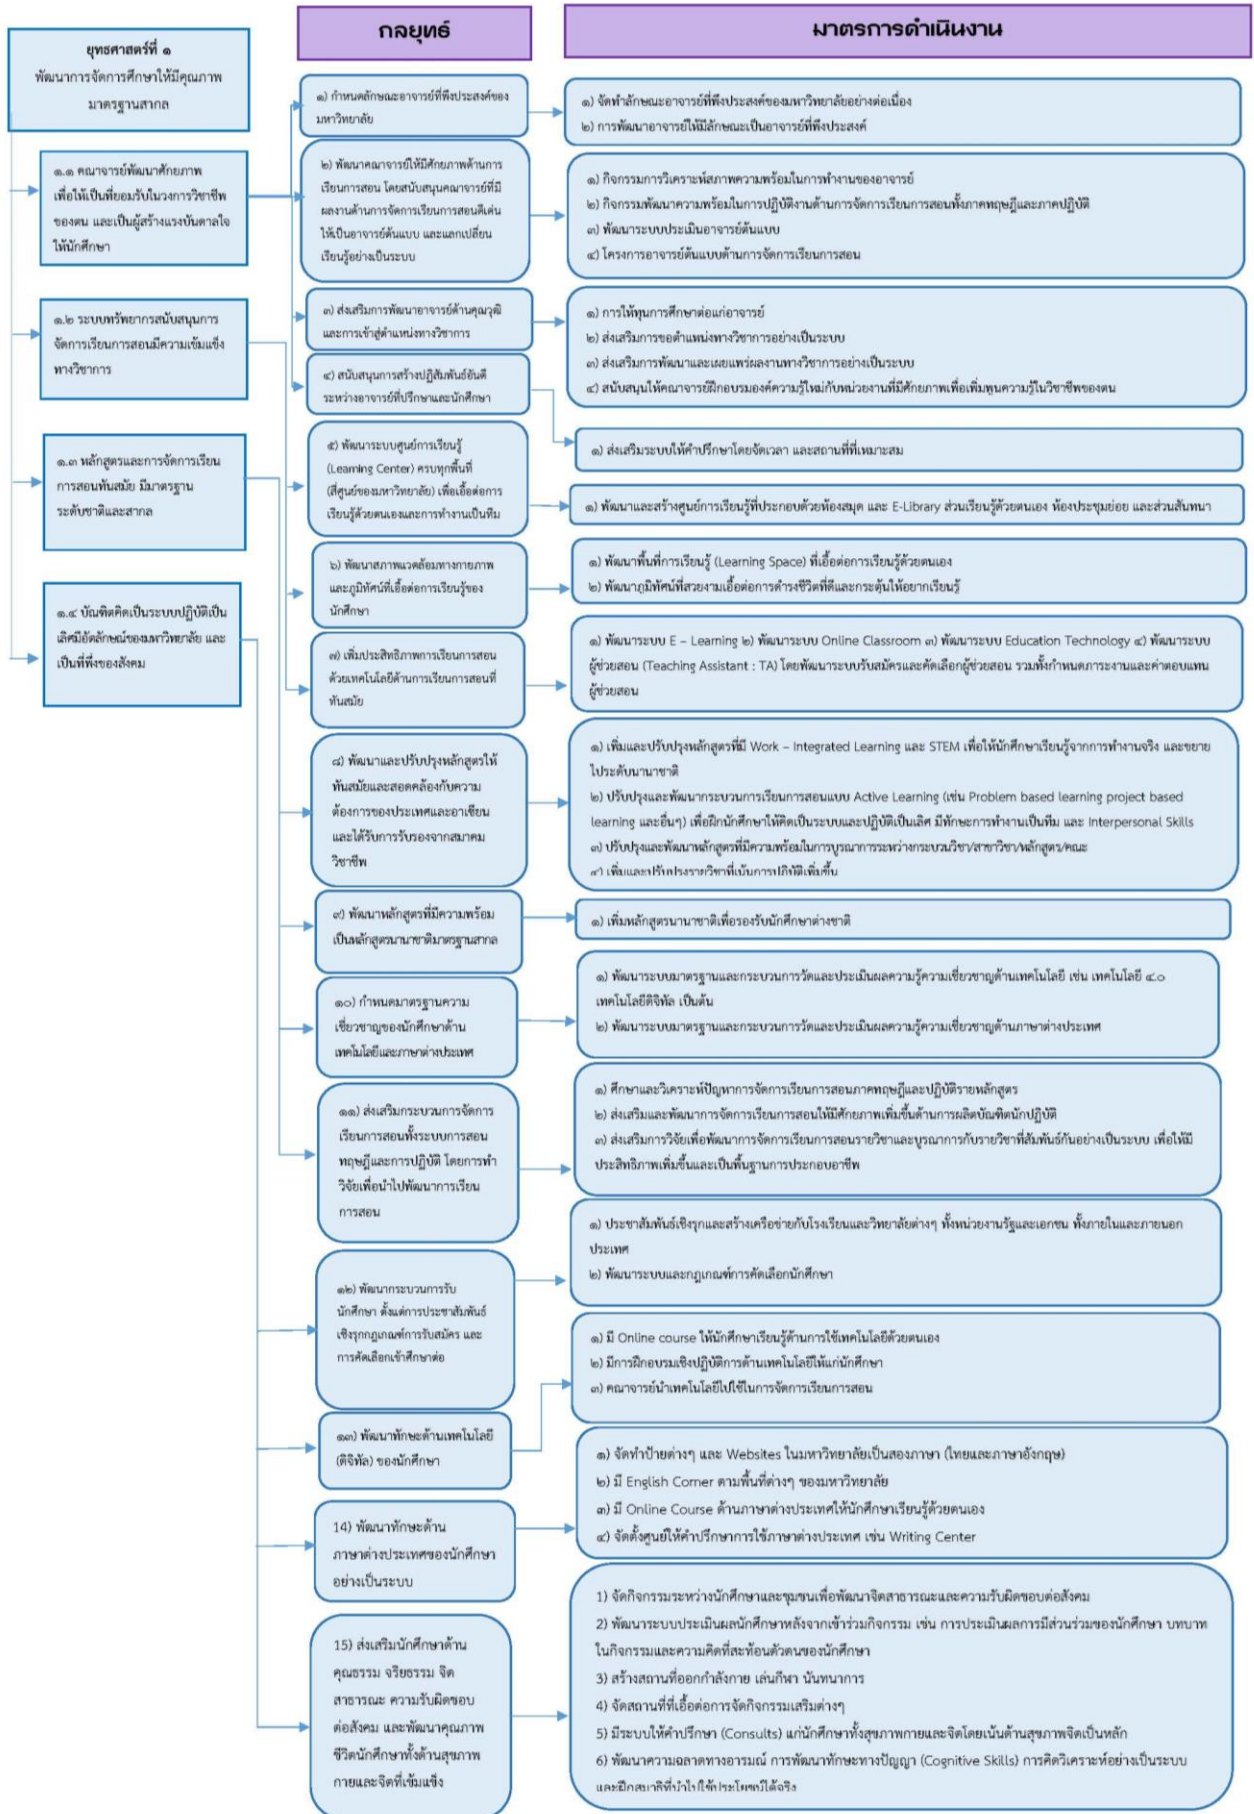 กลยุทธ์
มาตรการดำเนินงาน
ยุทธศาสตร์ที่ ๑
พัฒนาการจัดการศึกษาให้มีคุณภาพ
มาตรฐานสากล
๑.๑ คณาจารย์พัฒนาศักยภาพ
เพื่อให้เป็นที่ยอมรับในวงการวิชาชีพ
ของตน และเป็นผู้สร้างแรงบันดาลใจ
ให้นักศึกษา
๑.๒ ระบบทรัพยากรสนับสนุนการ
จัดการเรียนการสอนมีความเข้มแข็ง
ทางวิชาการ
๑.๓ หลักสูตรและการจัดการเรียน
การสอนทันสมัย มีมาตรฐาน
ระดับชาติและสากล
๑.๔ บัณฑิตคิดเป็นระบบปฏิบัติเป็น
เลิศมีอัตลักษณ์ของมหาวิทยาลัย และ
เป็นที่พึ่งของสังคม
๑) กำหนดลักษณะอาจารย์ที่พึงประสงค์ของ
มหาวิทยาลัย
๑) จัดทำลักษณะอาจารย์ที่พึงประสงค์ของมหาวิทยาลัยอย่างต่อเนื่อง
๒) การพัฒนาอาจารย์ให้มีลักษณะเป็นอาจารย์ที่พึงประสงค์
๒) พัฒนาคณาจารย์ให้มีศักยภาพด้านการ
เรียนการสอน โดยสนับสนุนคณาจารย์ที่มี
ผลงานด้านการจัดการเรียนการสอนดีเด่น
ให้เป็นอาจารย์ต้นแบบ และแลกเปลี่ยน
เรียนรู้อย่างเป็นระบบ
๑) กิจกรรมการวิเคราะห์สภาพความพร้อมในการทำงานของอาจารย์
๒) กิจกรรมพัฒนาความพร้อมในการปฏิบัติงานด้านการจัดการเรียนการสอนทั้งภาคทฤษฎีและภาคปฏิบัติ
๓) พัฒนาระบบประเมินอาจารย์ต้นแบบ
๔) โครงการอาจารย์ต้นแบบด้านการจัดการเรียนการสอน
๓) ส่งเสริมการพัฒนาอาจารย์ด้านคุณวุฒิ
และการเข้าสู่ตำแหน่งทางวิชาการ
๑) การให้ทุนการศึกษาต่อแก่อาจารย์
๒) ส่งเสริมการขอตำแหน่งทางวิชาการอย่างเป็นระบบ
๓) ส่งเสริมการพัฒนาและเผยแพร่ผลงานทางวิชาการอย่างเป็นระบบ
๔) สนับสนุนให้คณาจารย์ฝึกอบรมองค์ความรู้ใหม่กับหน่วยงานที่มีศักยภาพเพื่อเพิ่มพูนความรู้ในวิชาชีพของตน
๔) สนับสนุนการสร้างปฏิสัมพันธ์อันดี
ระหว่างอาจารย์ที่ปรึกษาและนักศึกษา
๑) ส่งเสริมระบบให้คำปรึกษาโดยจัดเวลา และสถานที่ที่เหมาะสม
๕) พัฒนาระบบศูนย์การเรียนรู้
(Learning Center) ครบทุกพื้นที่
(สี่ศูนย์ของมหาวิทยาลัย) เพื่อเอื้อต่อการ
เรียนรู้ด้วยตนเองและการทำงานเป็นทีม
๑) พัฒนาและสร้างศูนย์การเรียนรู้ที่ประกอบด้วยห้องสมุด และ E-Library ส่วนเรียนรู้ด้วยตนเอง ห้องประชุมย่อย และส่วนสันทนา
๖) พัฒนาสภาพแวดล้อมทางกายภาพ
และภูมิทัศน์ที่เอื้อต่อการเรียนรู้ของ
นักศึกษา
๑) พัฒนาพื้นที่การเรียนรู้ (Learning Space) ที่เอื้อต่อการเรียนรู้ด้วยตนเอง
๒) พัฒนาภูมิทัศน์ที่สวยงามเอื้อต่อการดำรงชีวิตที่ดีและกระตุ้นให้อยากเรียนรู้
๗) เพิ่มประสิทธิภาพการเรียนการสอน
ด้วยเทคโนโลยีด้านการเรียนการสอนที่
ทันสมัย
๑) พัฒนาระบบ E – Learning ๒) พัฒนาระบบ Online Classroom ๓) พัฒนาระบบ Education Technology ๔) พัฒนาระบบ
ผู้ช่วยสอน (Teaching Assistant : TA) โดยพัฒนาระบบรับสมัครและคัดเลือกผู้ช่วยสอน รวมทั้งกำหนดภาระงานและค่าตอบแทน
ผู้ช่วยสอน
๘) พัฒนาและปรับปรุงหลักสูตรให้
ทันสมัยและสอดคล้องกับความ
ต้องการของประเทศและอาเซียน
และได้รับการรับรองจากสมาคม
วิชาชีพ
๑) เพิ่มและปรับปรุงหลักสูตรที่มี Work – Integrated Learning และ STEM เพื่อให้นักศึกษาเรียนรู้จากการทำงานจริง และขยาย
ไประดับนานาชาติ
๒) ปรับปรุงและพัฒนากระบวนการเรียนการสอนแบบ Active Learning (เช่น Problem based learning project based
learning และอื่นๆ) เพื่อฝึกนักศึกษาให้คิดเป็นระบบและปฏิบัติเป็นเลิศ มีทักษะการทำงานเป็นทีม และ Interpersonal Skills
๓) ปรับปรุงและพัฒนาหลักสูตรที่มีความพร้อมในการบูรณาการระหว่างกระบวนวิชา/สาขาวิชา/หลักสูตร/คณะ
๔) เพิ่มและปรับปรุงรายวิชาที่เน้นการปฏิบัติเพิ่มขึ้น
๙) พัฒนาหลักสูตรที่มีความพร้อม
เป็นหลักสูตรนานาชาติมาตรฐานสากล
๑) เพิ่มหลักสูตรนานาชาติเพื่อรองรับนักศึกษาต่างชาติ
๑๐) กำหนดมาตรฐานความ
เชี่ยวชาญของนักศึกษาด้าน
เทคโนโลยีและภาษาต่างประเทศ
๑) พัฒนาระบบมาตรฐานและกระบวนการวัดและประเมินผลความรู้ความเชี่ยวชาญด้านเทคโนโลยี เช่น เทคโนโลยี ๔.๐
เทคโนโลยีดิจิทัล เป็นต้น
๒) พัฒนาระบบมาตรฐานและกระบวนการวัดและประเมินผลความรู้ความเชี่ยวชาญด้านภาษาต่างประเทศ
๑๑) ส่งเสริมกระบวนการจัดการ
เรียนการสอนทั้งระบบการสอน
ทฤษฎีและการปฏิบัติ โดยการทำ
วิจัยเพื่อนำไปพัฒนาการเรียน
การสอน
๑) ศึกษาและวิเคราะห์ปัญหาการจัดการเรียนการสอนภาคทฤษฎีและปฏิบัติรายหลักสูตร
๒) ส่งเสริมและพัฒนาการจัดการเรียนการสอนให้มีศักยภาพเพิ่มขึ้นด้านการผลิตบัณฑิตนักปฏิบัติ
๓) ส่งเสริมการวิจัยเพื่อพัฒนาการจัดการเรียนการสอนรายวิชาและบูรณาการกับรายวิชาที่สัมพันธ์กันอย่างเป็นระบบ เพื่อให้มี
ประสิทธิภาพเพิ่มขึ้นและเป็นพื้นฐานการประกอบอาชีพ
๑๒) พัฒนากระบวนการรับ
นักศึกษา ตั้งแต่การประชาสัมพันธ์
เชิงรุกกฎเกณฑ์การรับสมัคร และ
การคัดเลือกเข้าศึกษาต่อ
๑) ประชาสัมพันธ์เชิงรุกและสร้างเครือข่ายกับโรงเรียนและวิทยาลัยต่างๆ ทั้งหน่วยงานรัฐและเอกชน ทั้งภายในและภายนอก
ประเทศ
๒) พัฒนาระบบและกฎเกณฑ์การคัดเลือกนักศึกษา
๑๓) พัฒนาทักษะด้านเทคโนโลยี
(ดิจิทัล) ของนักศึกษา
๑) มี Online course ให้นักศึกษาเรียนรู้ด้านการใช้เทคโนโลยีด้วยตนเอง
๒) มีการฝึกอบรมเชิงปฏิบัติการด้านเทคโนโลยีให้แก่นักศึกษา
๓) คณาจารย์นำเทคโนโลยีไปใช้ในการจัดการเรียนการสอน
14) พัฒนาทักษะด้าน
ภาษาต่างประเทศของนักศึกษา
อย่างเป็นระบบ
๑) จัดทำป้ายต่างๆ และ Websites ในมหาวิทยาลัยเป็นสองภาษา (ไทยและภาษาอังกฤษ)
๒) มี English Corner ตามพื้นที่ต่างๆ ของมหาวิทยาลัย
๓) มี Online Course ด้านภาษาต่างประเทศให้นักศึกษาเรียนรู้ด้วยตนเอง
๔) จัดตั้งศูนย์ให้คำปรึกษาการใช้ภาษาต่างประเทศ เช่น Writing Center
15) ส่งเสริมนักศึกษาด้าน
คุณธรรม จริยธรรม จิต
สาธารณะ ความรับผิดชอบ
ต่อสังคม และพัฒนาคุณภาพ
ชีวิตนักศึกษาทั้งด้านสุขภาพ
กายและจิตที่เข้มแข็ง
1) จัดกิจกรรมระหว่างนักศึกษาและชุมชนเพื่อพัฒนาจิตสาธารณะและความรับผิดชอบต่อสังคม
2) พัฒนาระบบประเมินผลนักศึกษาหลังจากเข้าร่วมกิจกรรม เช่น การประเมินผลการมีส่วนร่วมของนักศึกษา บทบาท
ในกิจกรรมและความคิดที่สะท้อนตัวตนของนักศึกษา
3) สร้างสถานที่ออกกำลังกาย เล่นกีฬา นันทนาการ
4) จัดสถานที่ที่เอื้อต่อการจัดกิจกรรมเสริมต่างๆ
5) มีระบบให้คำปรึกษา (Consults) แก่นักศึกษาทั้งสุขภาพกายและจิตโดยเน้นด้านสุขภาพจิตเป็นหลัก
6) พัฒนาความฉลาดทางอารมณ์ การพัฒนาทักษะทางปัญญา (Cognitive Skills) การคิดวิเคราะห์อย่างเป็นระบบ
และฝึกสมาธิที่นำไปใช้ประโยชน์ได้จริง